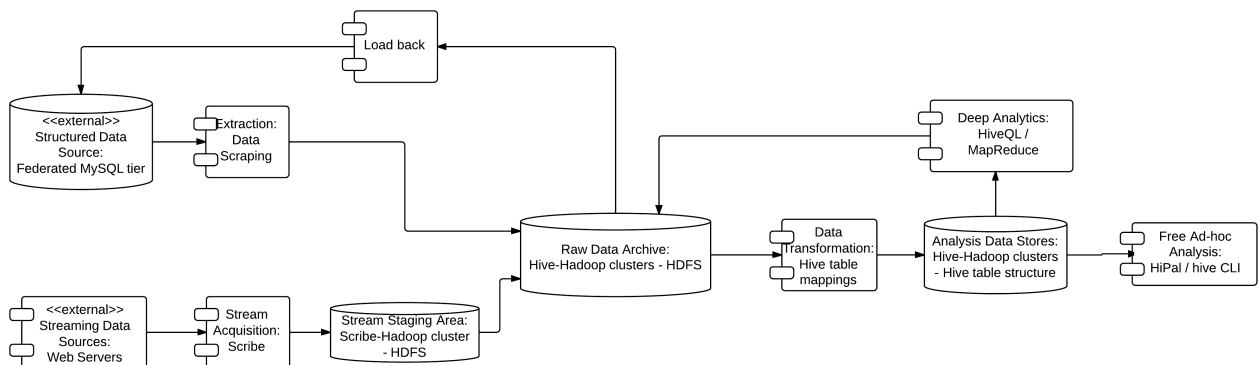 Load back
<<external>>
Structured Data
Source:
Federated MySQL tier
Extraction:
Data
Scraping
Deep Analytics:
HiveQL /
MapReduce
Raw Data Archive:
Hive-Hadoop clusters - HDFS
Data
Transformation:
Hive table
mappings
Analysis Data Stores:
Hive-Hadoop clusters
- Hive table structure
Free Ad-hoc
Analysis:
HiPal / hive CLI
<<external>>
Streaming Data
Sources:
Web Servers
Stream
Acquisition:
Scribe
Stream Staging Area:
Scribe-Hadoop cluster
- HDFS